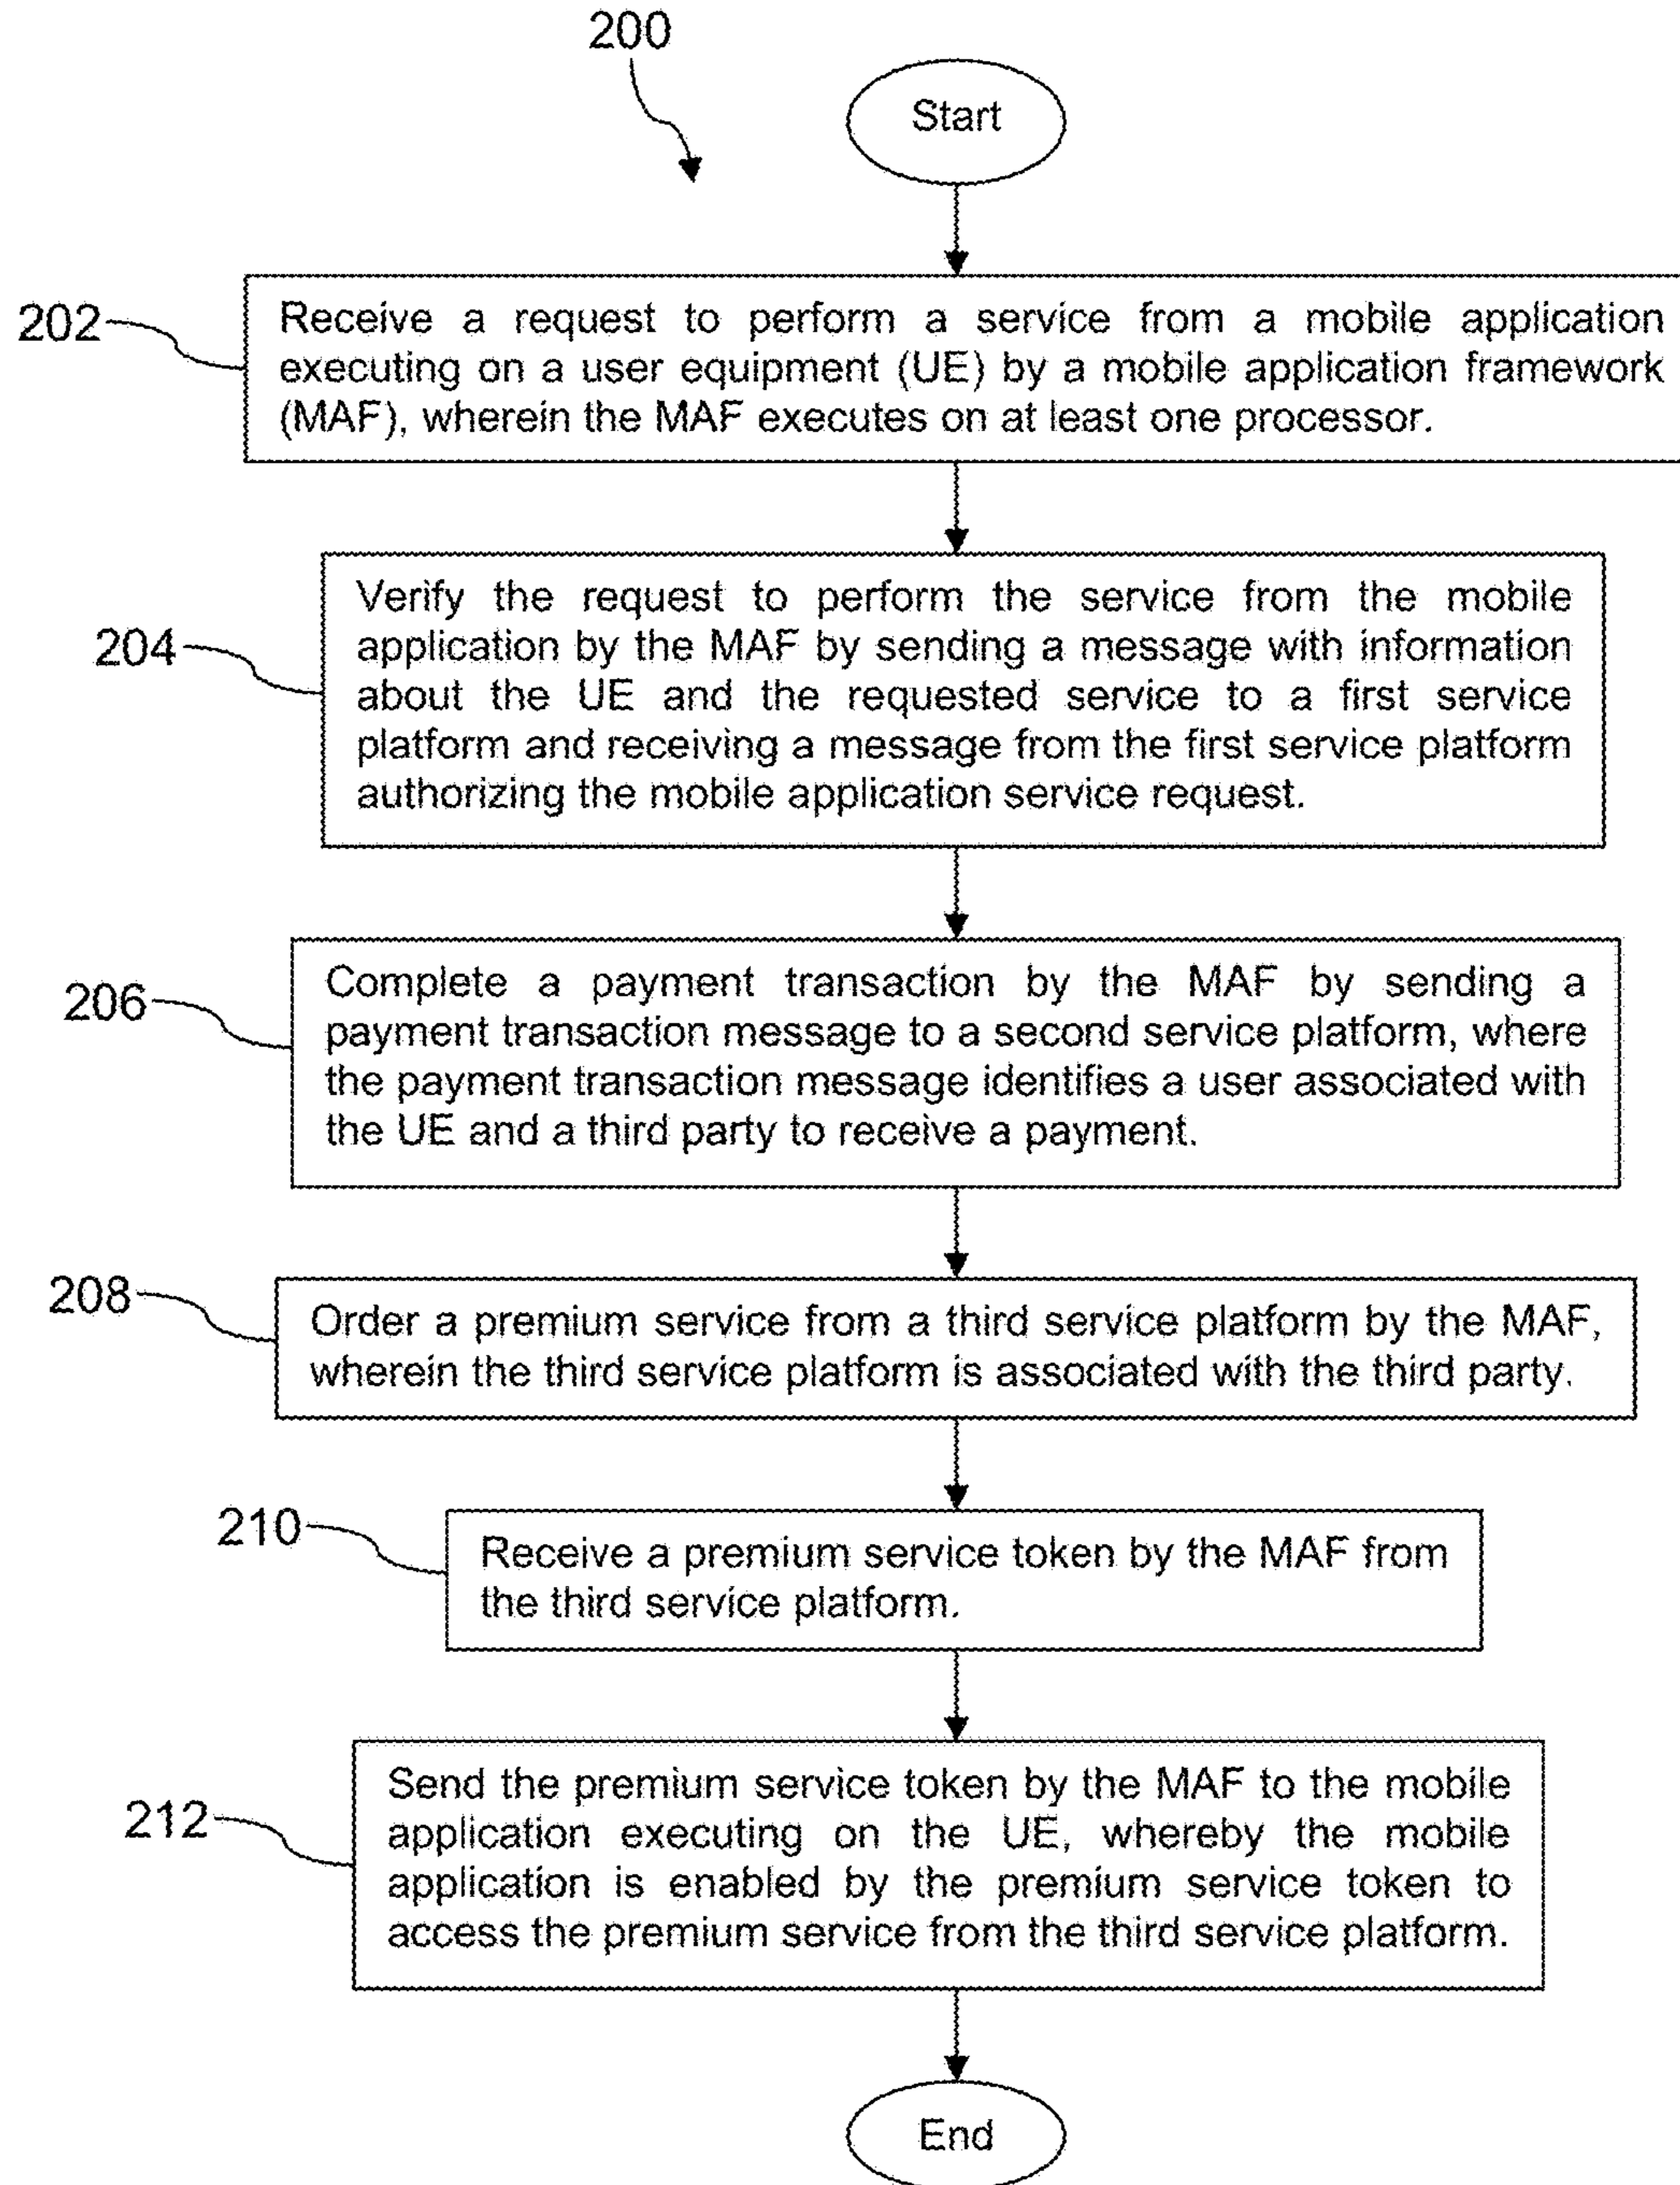 200
Start
202
Receive a request to perform a service from a mobile application
executing on a user equipment (UE) by a mobile application framework
(MAF), wherein the MAF executes on at least one processor.
204
Verify the request to perform the service from the mobile
application by the MAF by sending a message with information
about the UE and the requested service to a first service
platform and receiving a message from the first service platform
authorizing the mobile application service request.
206
Complete a payment transaction by the MAF by sending a
payment transaction message to a second service platform, where
the payment transaction message identifies a user associated with
the UE and a third party to receive a payment.
208
Order a premium service from a third service platform by the MAF,
wherein the third service platform is associated with the third party.
210
Receive a premium service token by the MAF from
the third service platform.
212
Send the premium service token by the MAF to the mobile
application executing on the UE, whereby the mobile
application is enabled by the premium service token to
access the premium service from the third service platform.
End